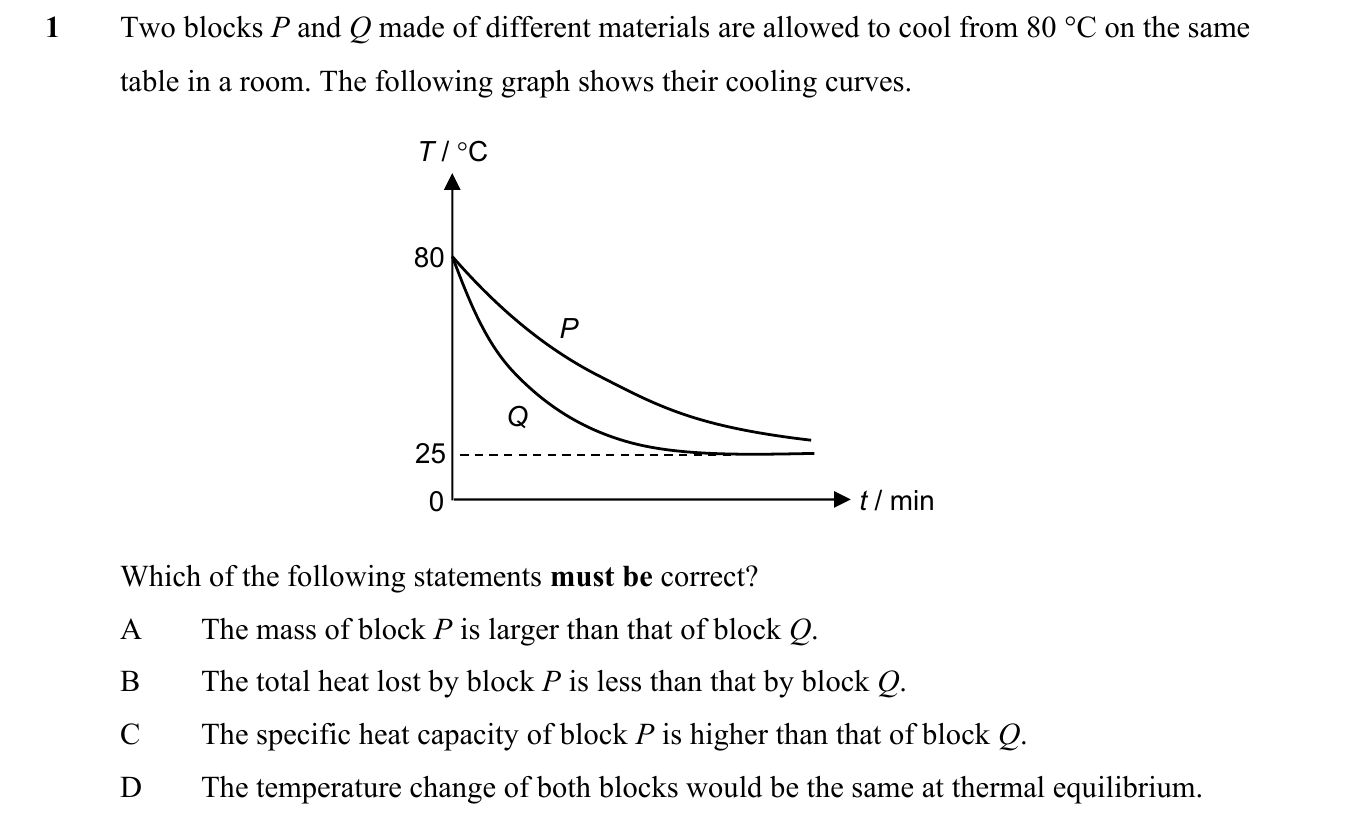 1 Two blocks P and Q made of different materials are allowed to cool from 80 °C on the same
table in a room. The following graph shows their cooling curves.
T / °C
80
P
Q
25
0
t / min
Which of the following statements must be correct?
A The mass of block P is larger than that of block Q.
B The total heat lost by block P is less than that by block Q.
C The specific heat capacity of block P is higher than that of block Q.
D The temperature change of both blocks would be the same at thermal equilibrium.